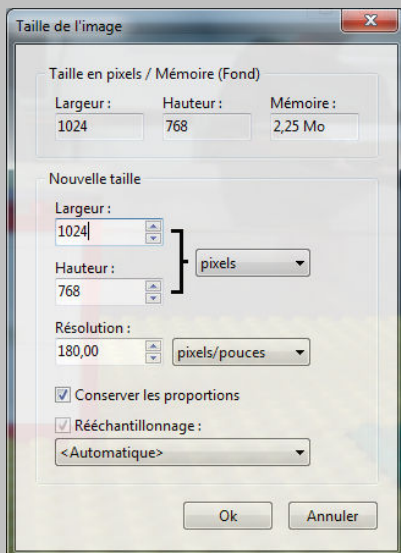 Taille de l'image
Taille en pixels / Mémoire (Fond)
Largeur : Hauteur : Mémoire :
1024 768 2,25 Mo
Nouvelle taille
Largeur :
1024
pixels
Hauteur :
768
Résolution :
180,00 pixels/pouces
Conserver les proportions
Rééchantillonnage :
<Automatique>
Ok Annuler